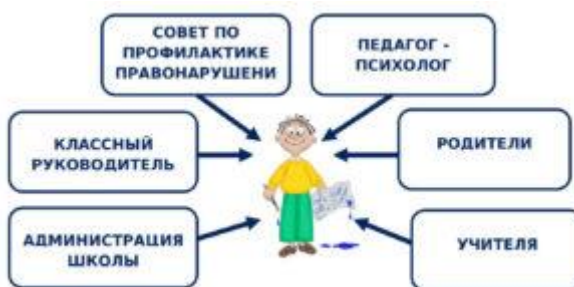 СОВЕТ ПО
ПРОФИЛАКТИКЕ
ПРАВОНАРУШЕНИ
ПЕДАГОГ -
ПСИХОЛОГ
КЛАССНЫЙ
РУКОВОДИТЕЛЬ
РОДИТЕЛИ
АДМИНИСТРАЦИЯ
ШКОЛЫ
УЧИТЕЛЯ